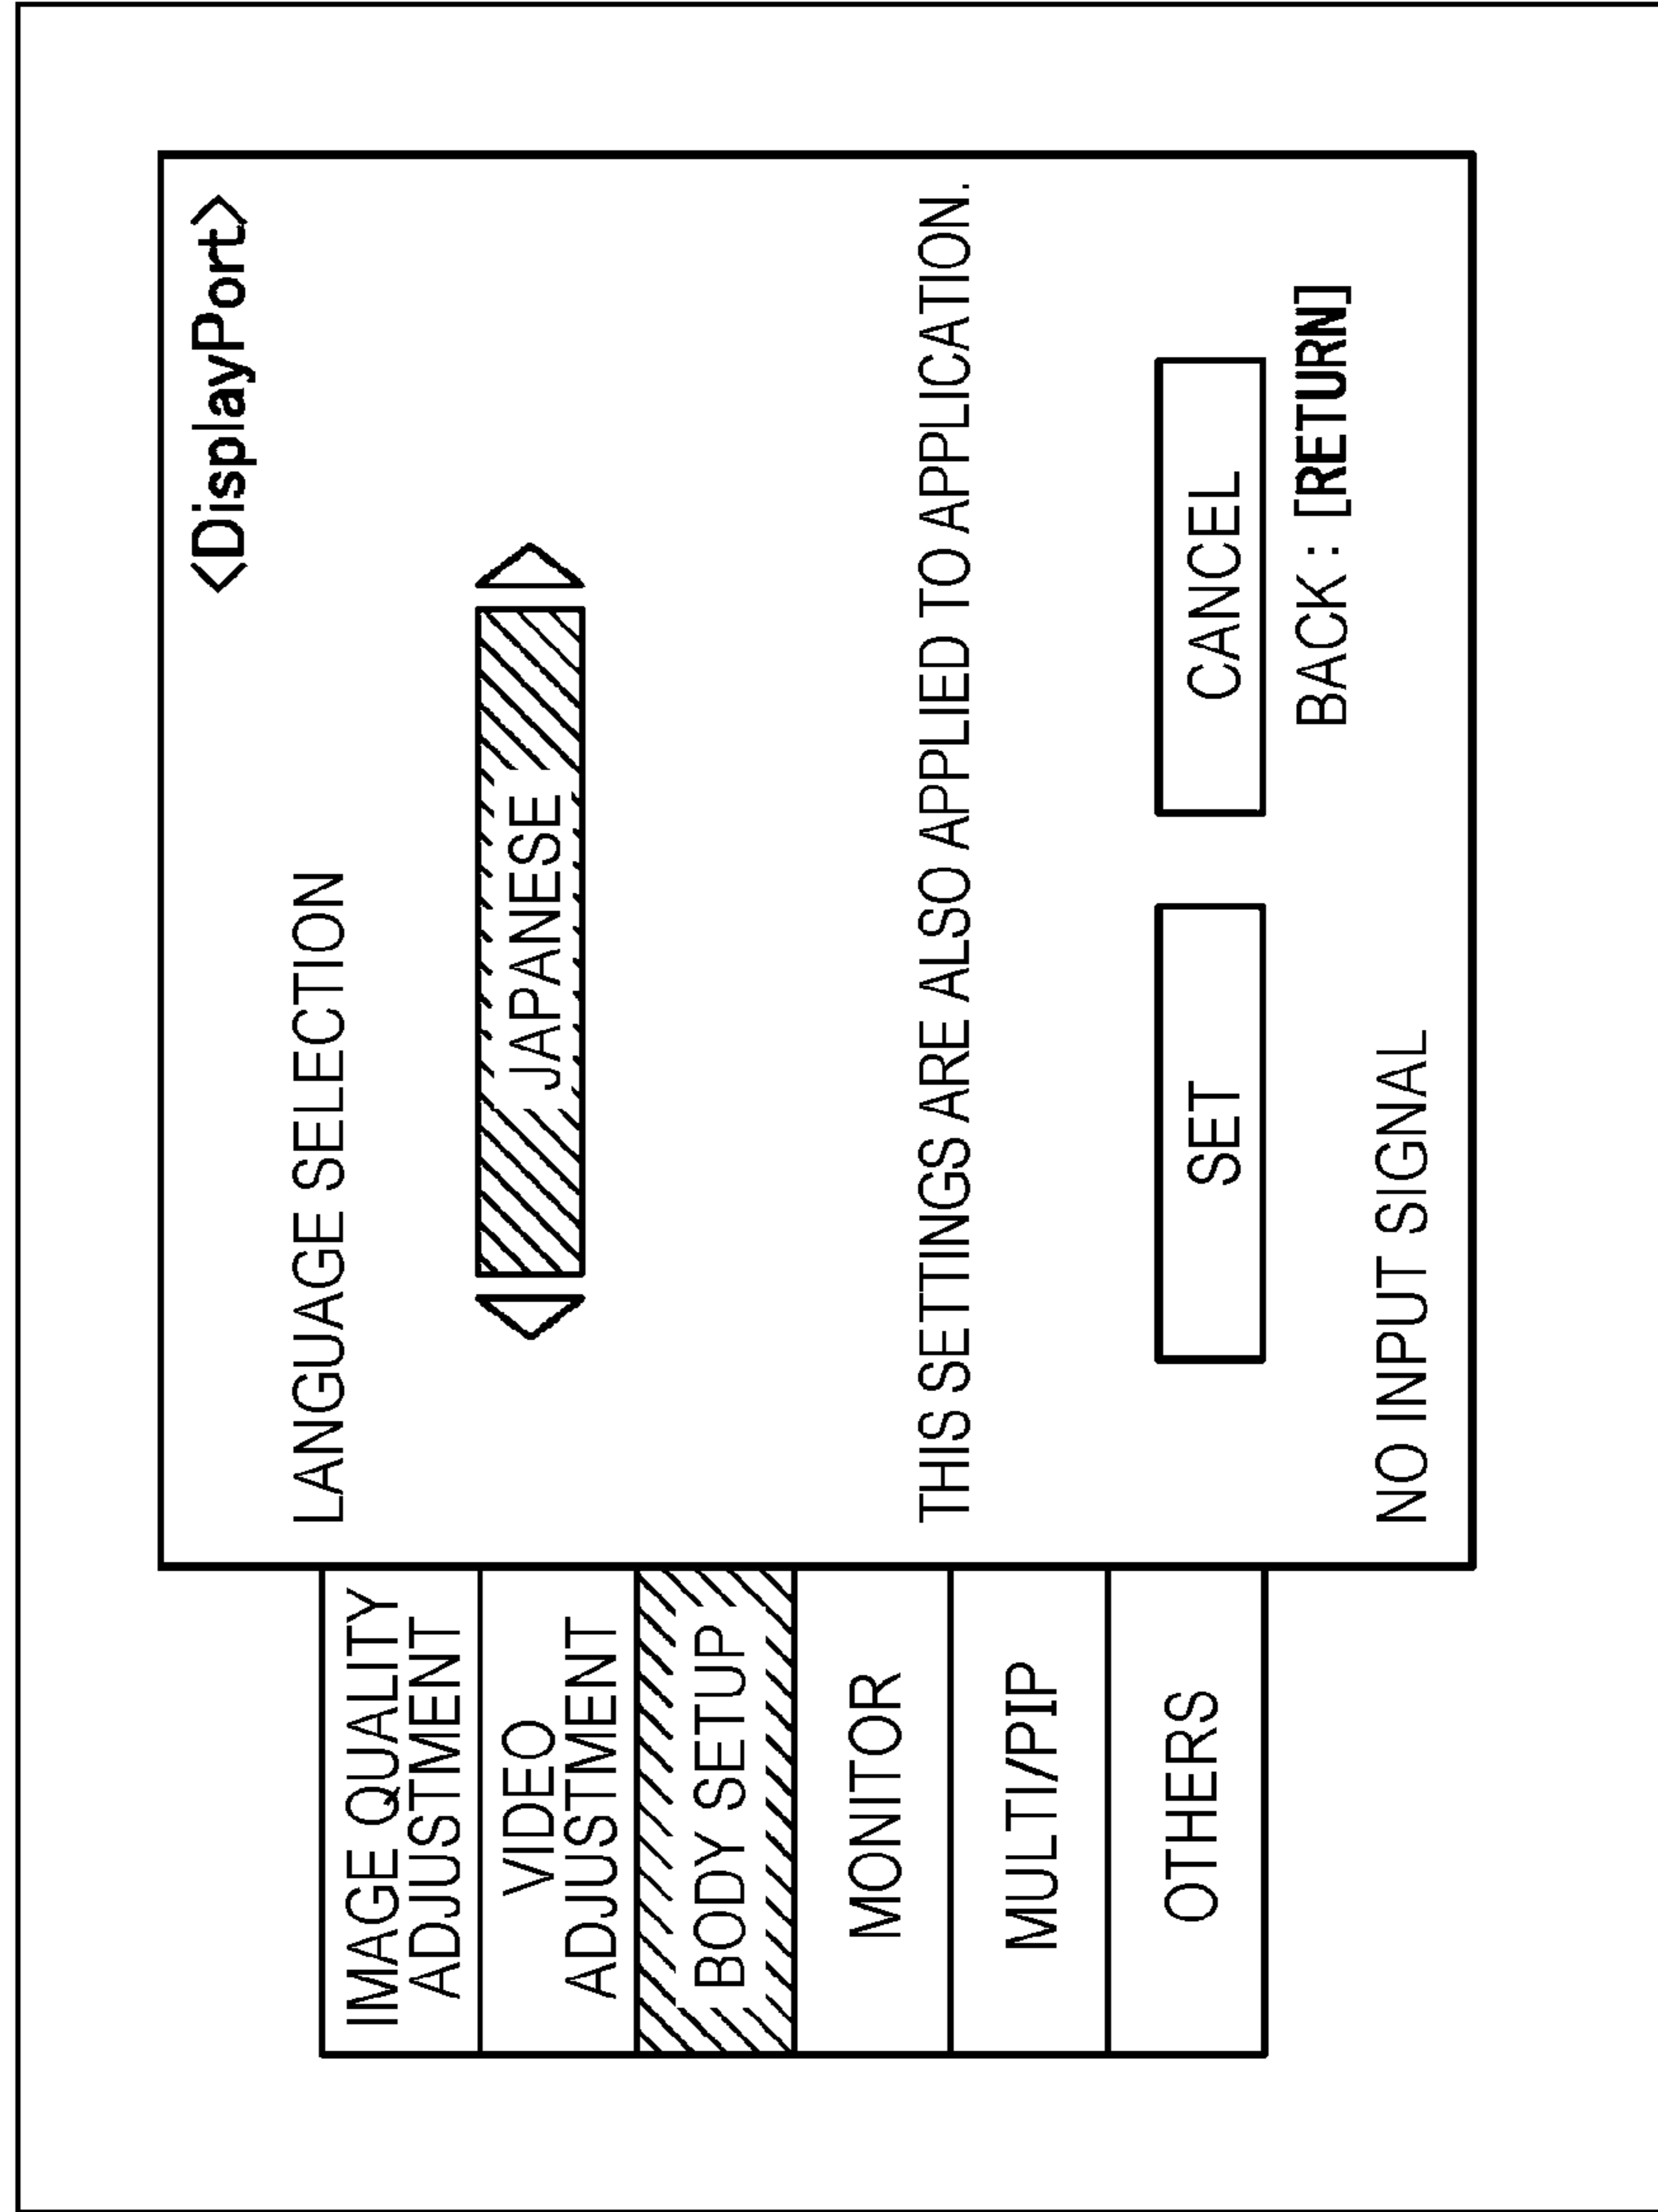 <DisplayPort>
LANGUAGE SELECTION
JAPANESE
THIS SETTINGS ARE ALSO APPLIED TO APPLICATION.
SET
CANCEL
BACK : [RETURN]
NO INPUT SIGNAL
IMAGE QUALITY
ADJUSTMENT
VIDEO
ADJUSTMENT
BODY SETUP
MONITOR
MULTI/PIP
OTHERS